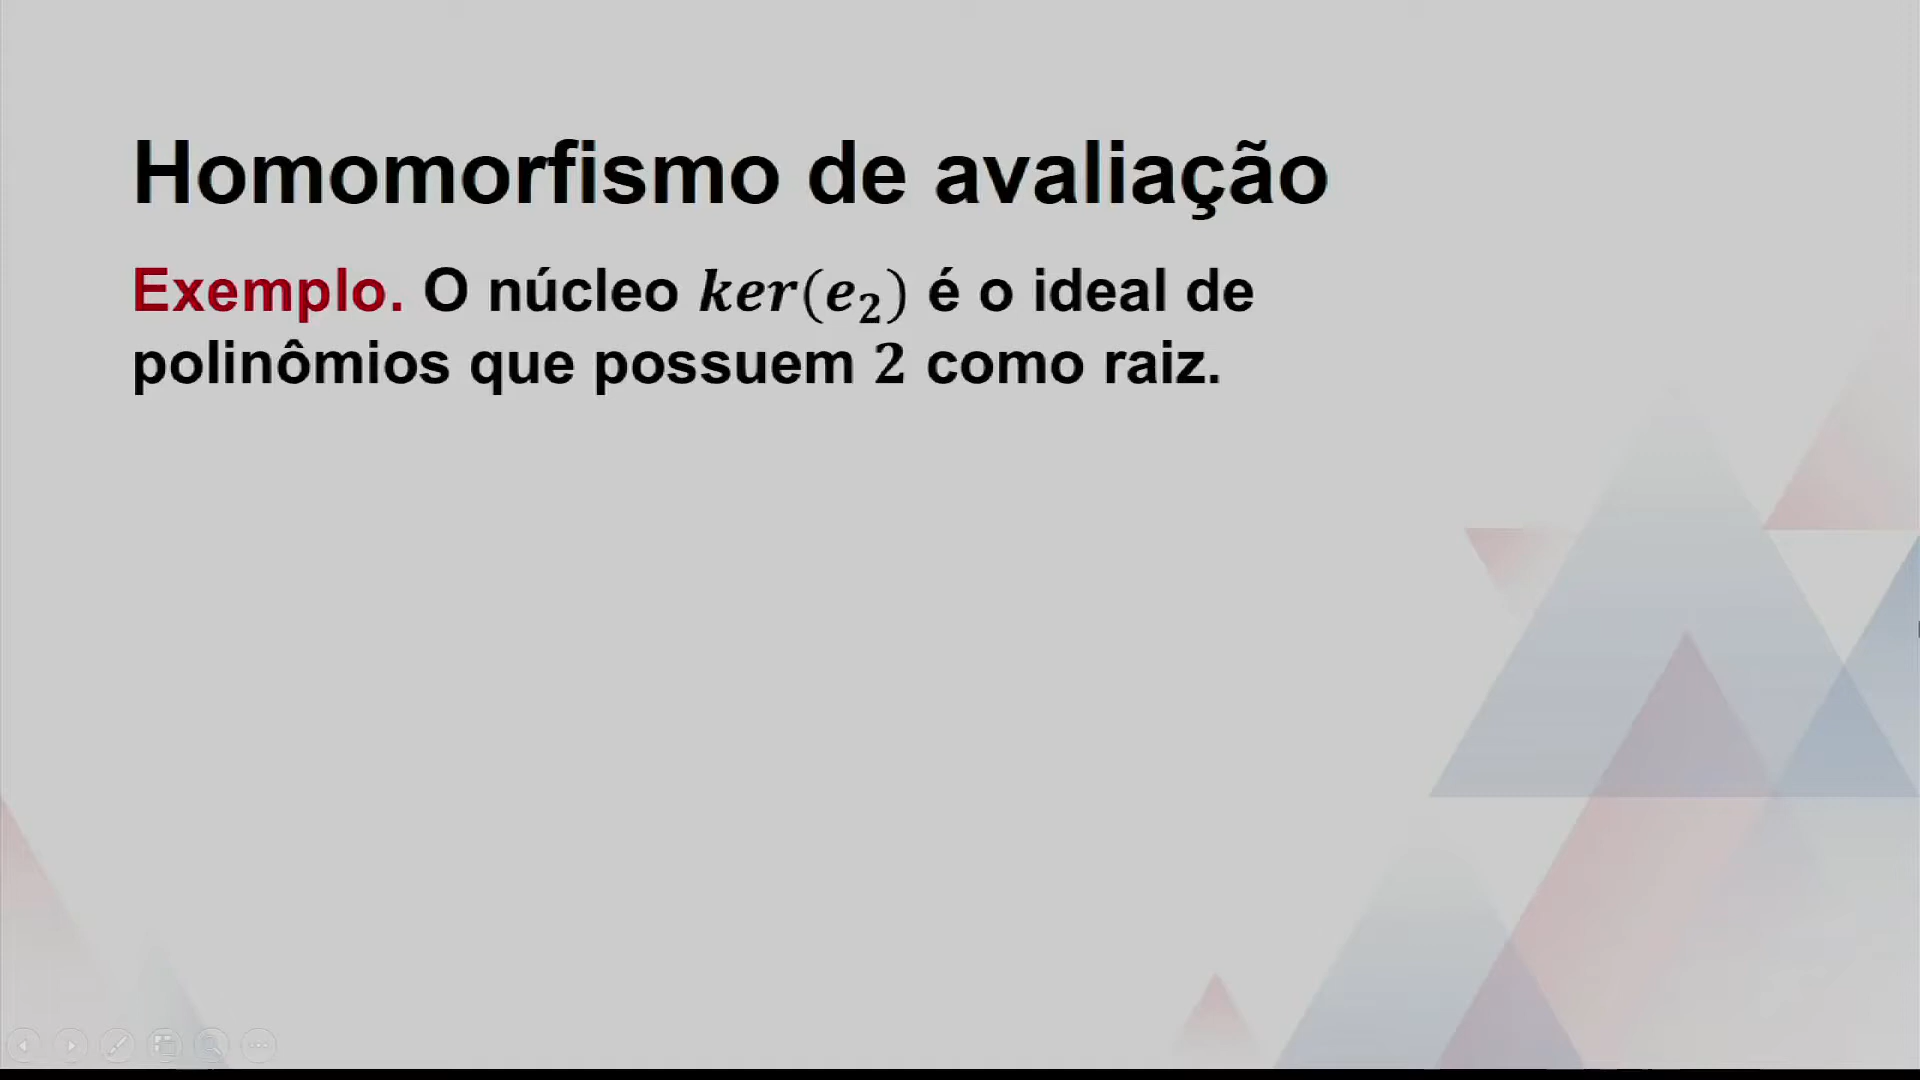 Homomorfismo de avaliação
Exemplo. O núcleo ker(e₂) é o ideal de
polinômios que possuem 2 como raiz.